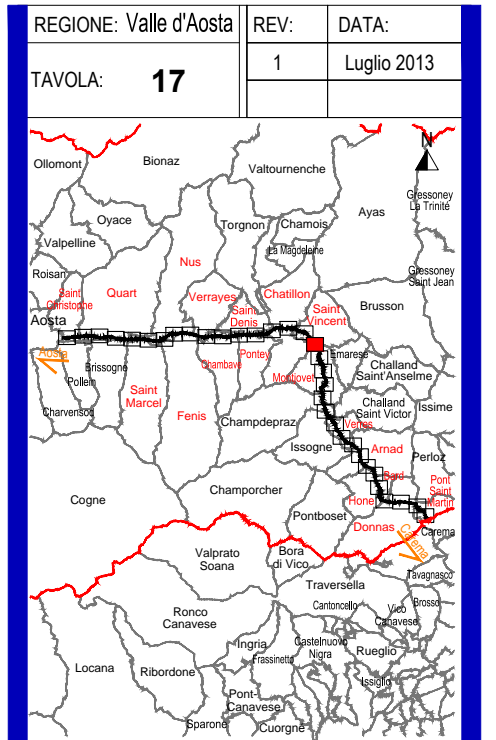 REGIONE: Valle d'Aosta
REV:
DATA:
TAVOLA: 17
1
Luglio 2013
N
Ollomont
Bionaz
Valtournenche
Ayas
Gressoney
La Trinité
Oyace
Torgnon
Chamois
Valpelline
La Magdeleine
Roisan
Nus
Gressoney
Saint Jean
Saint
Christophe
Quart
Verrayes
Chatillon
Saint
Denis
Saint
Vincent
Brusson
Aosta
Aosta
Brissogne
Chambave
Pontey
Emarese
Pollein
Saint
Marcel
Montjovet
Challand
Saint'Anselme
Charvensod
Fenis
Champdepraz
Challand
Saint Victor
Issime
Verres
Issogne
Arnad
Perloz
Cogne
Champorcher
Bard
Pont
Saint
Martin
Hone
Pontboset
Donnas
Carema
Carema
Valprato
Soana
Bora
di Vico
Tavagnasco
Traversella
Ronco
Canavese
Cantoncello
Vico
Canavese
Brosso
Ingria
Castelnuovo
Nigra
Rueglio
Frassinetto
Locana
Ribordone
Issiglio
Pont-
Canavese
Sparone
Cuorgnè